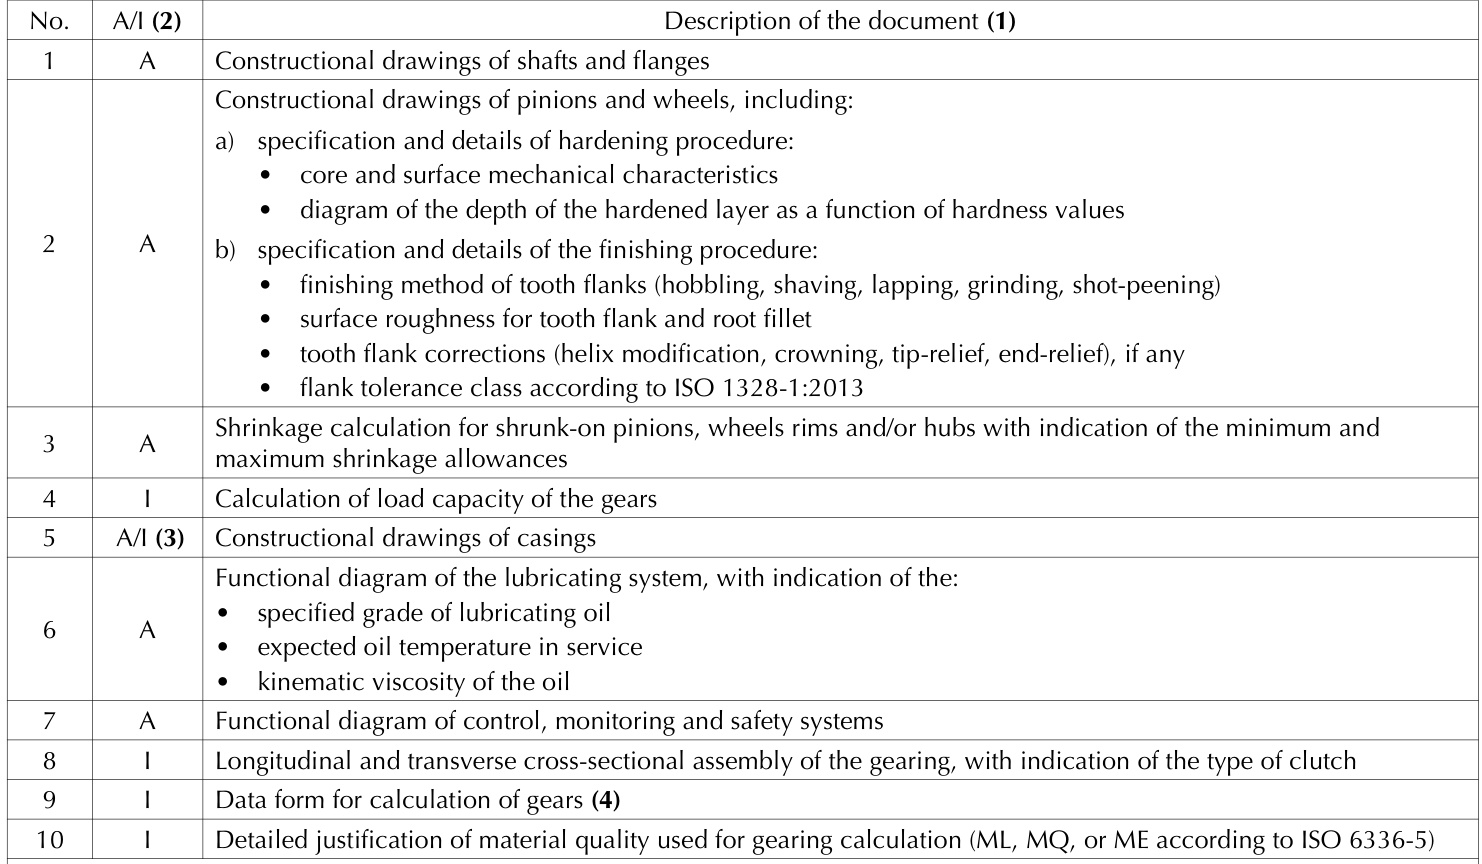 No. A/I (2) Description of the document (1)
1 A Constructional drawings of shafts and flanges
Constructional drawings of pinions and wheels, including:
a) specification and details of hardening procedure:
• core and surface mechanical characteristics
• diagram of the depth of the hardened layer as a function of hardness values
2 A
b) specification and details of the finishing procedure:
• finishing method of tooth flanks (hobbling, shaving, lapping, grinding, shot-peening)
• surface roughness for tooth flank and root fillet
• tooth flank corrections (helix modification, crowning, tip-relief, end-relief), if any
• flank tolerance class according to ISO 1328-1:2013
3 A Shrinkage calculation for shrunk-on pinions, wheels rims and/or hubs with indication of the minimum and
maximum shrinkage allowances
4 I Calculation of load capacity of the gears
5 A/I (3) Constructional drawings of casings
6 A Functional diagram of the lubricating system, with indication of the:
• specified grade of lubricating oil
• expected oil temperature in service
• kinematic viscosity of the oil
7 A Functional diagram of control, monitoring and safety systems
8 I Longitudinal and transverse cross-sectional assembly of the gearing, with indication of the type of clutch
9 I Data form for calculation of gears (4)
10 I Detailed justification of material quality used for gearing calculation (ML, MQ, or ME according to ISO 6336-5)